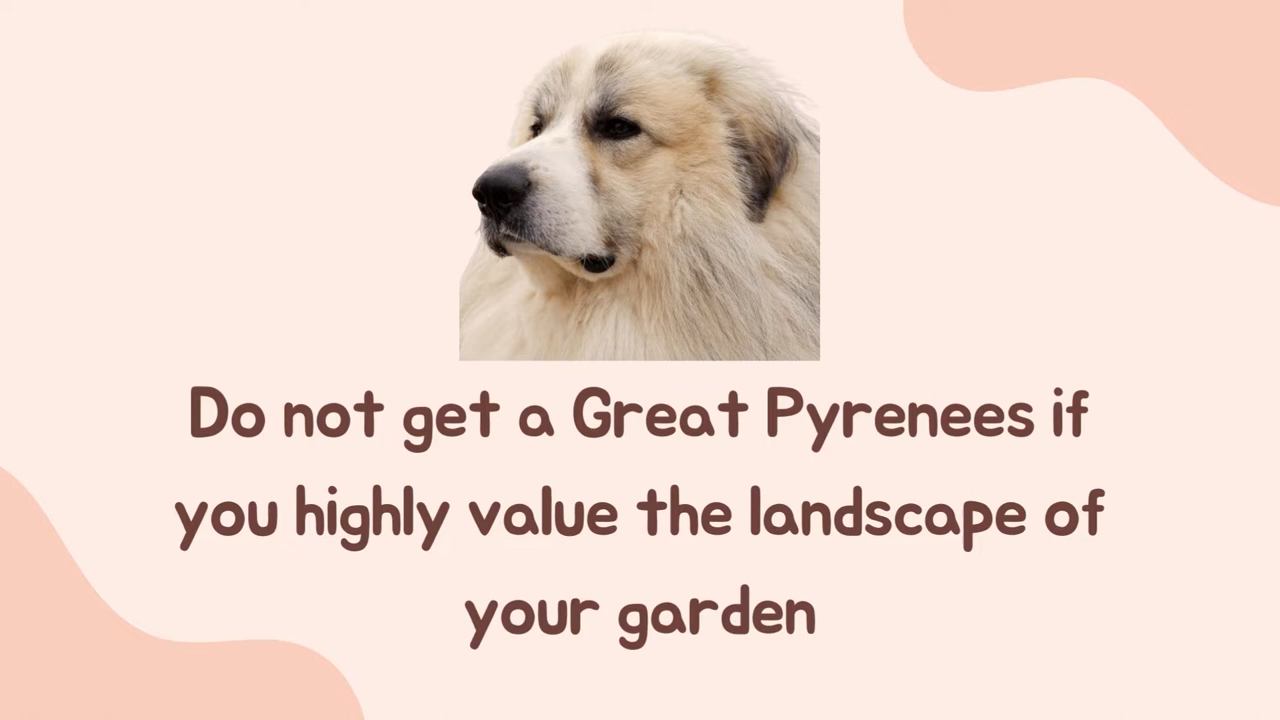 Do not get a Great Pyrenees if
you highly value the landscape of
your garden